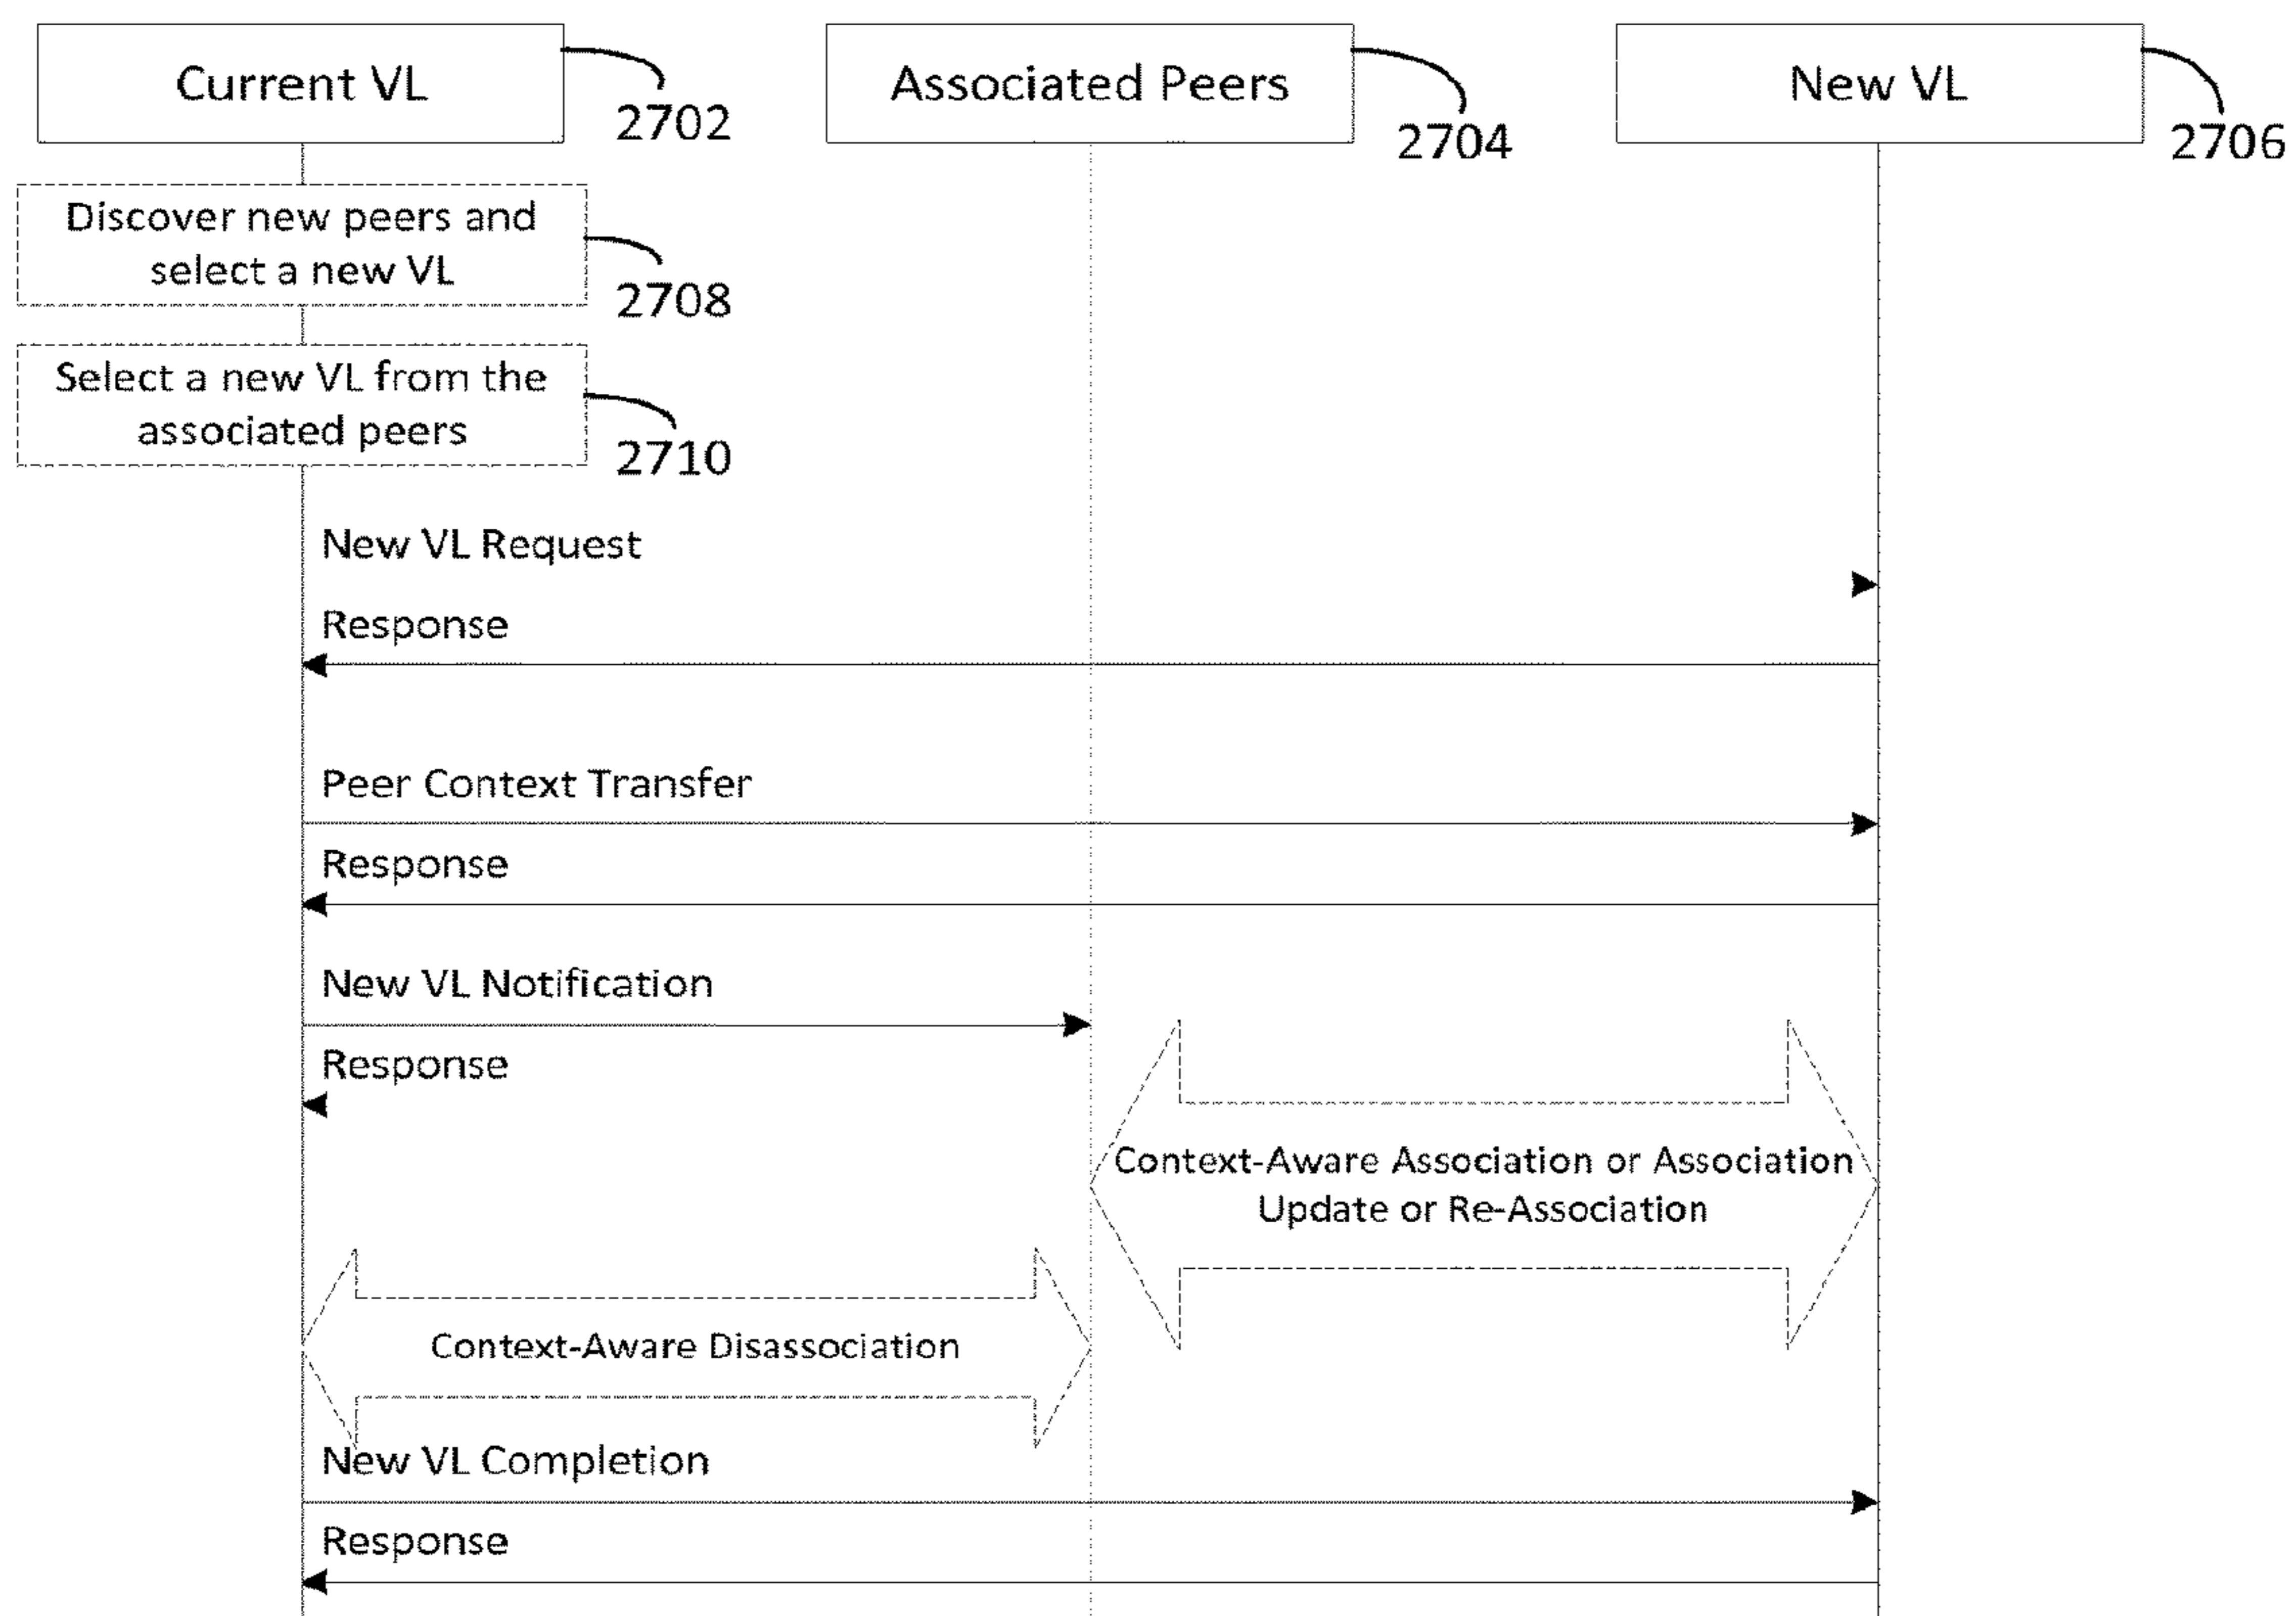 Current VL
2702
Associated Peers
2704
New VL
2706
Discover new peers and
select a new VL
2708
Select a new VL from the
associated peers
2710
New VL Request
Response
Peer Context Transfer
Response
New VL Notification
Response
Context-Aware Association or Association
Update or Re-Association
Context-Aware Disassociation
New VL Completion
Response